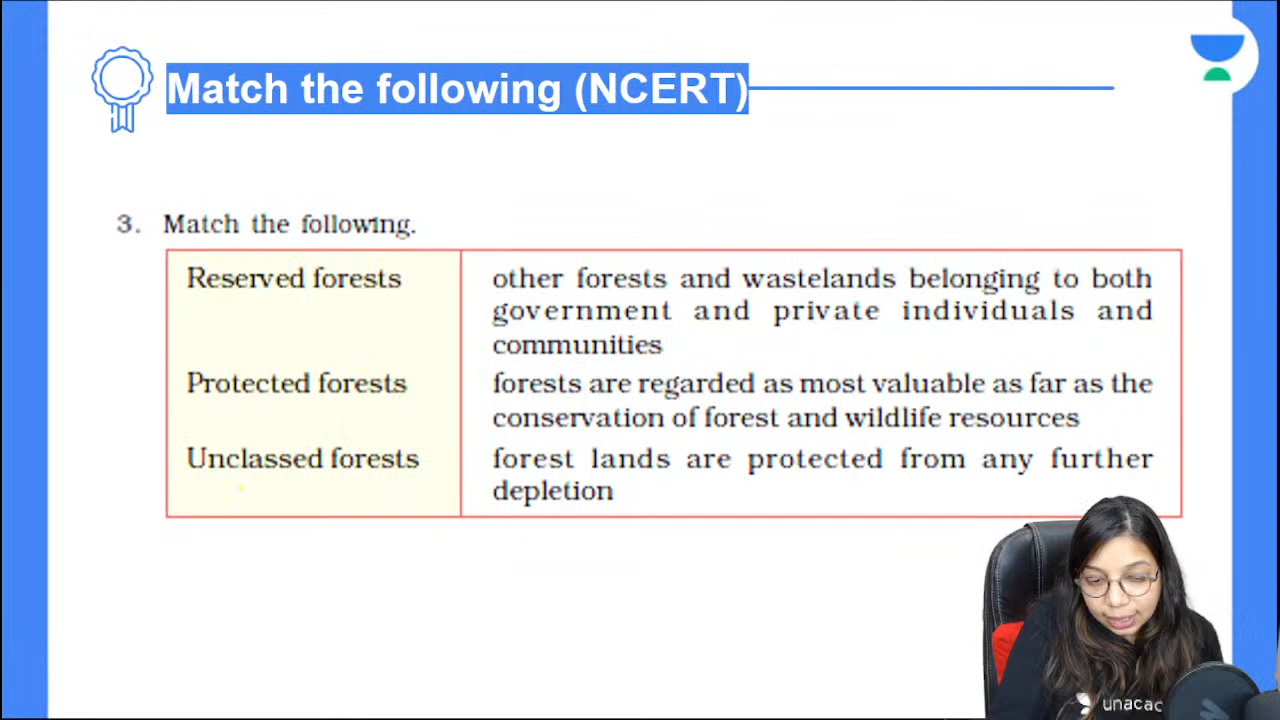 Match the following (NCERT)
3. Match the following.
Reserved forests
other forests and wastelands belonging to both
government and private individuals and
communities
Protected forests
forests are regarded as most valuable as far as the
conservation of forest and wildlife resources
Unclassed forests
forest lands are protected from any further
depletion
unacac